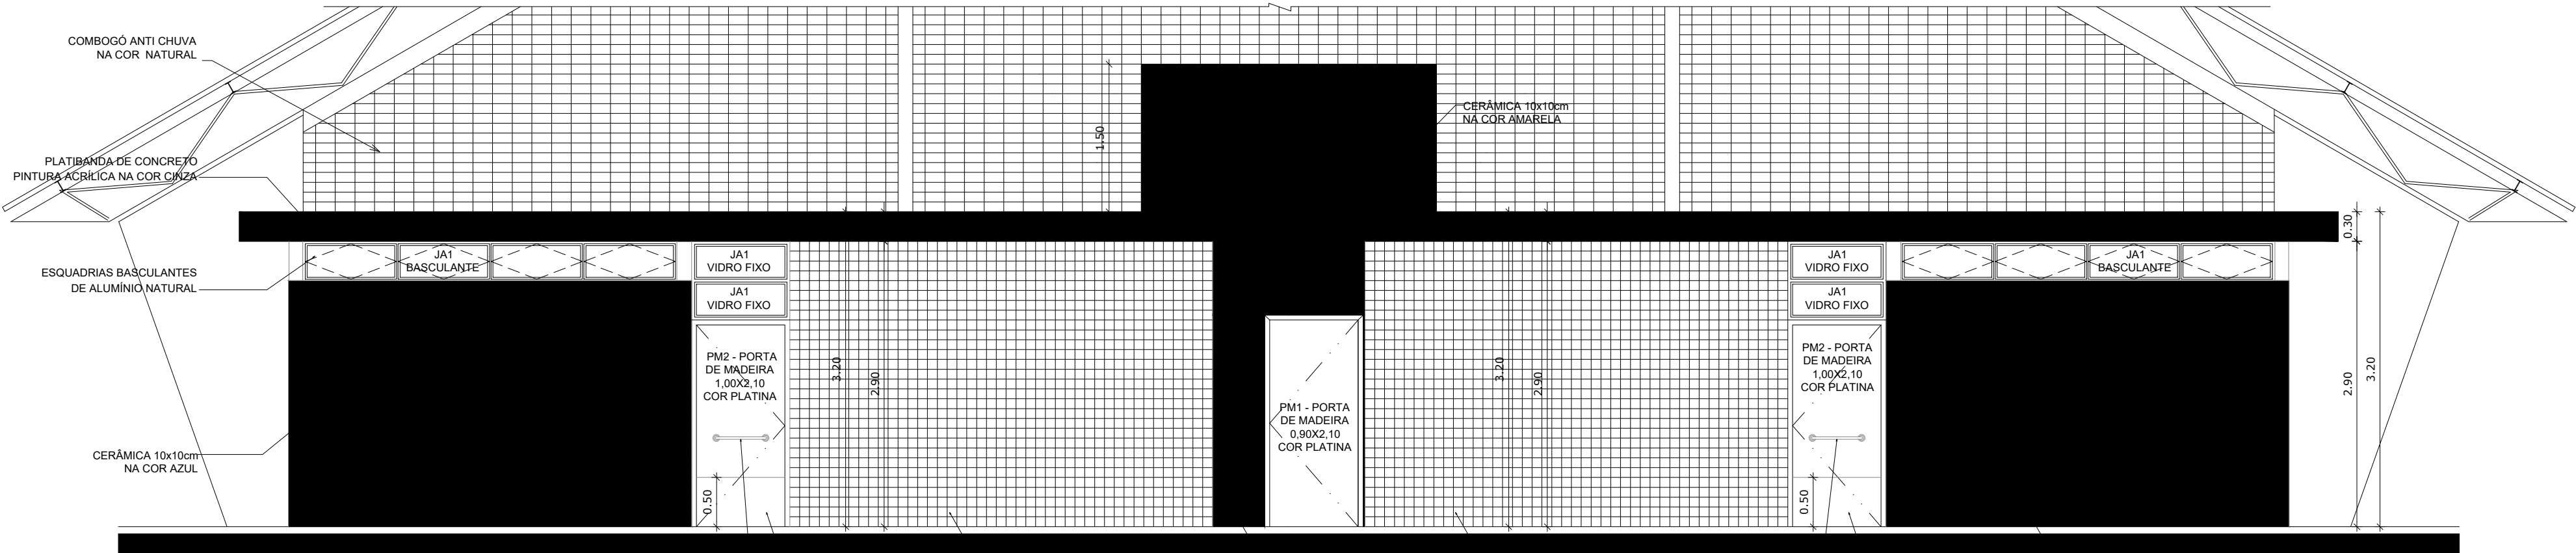 COMBOGÓ ANTI CHUVA
NA COR  NATURAL
PLATIBANDA DE CONCRETO
PINTURA ACRÍLICA NA COR CINZA
ESQUADRIAS BASCULANTES
DE ALUMÍNIO NATURAL
CERÂMICA 10x10cm
NA COR AZUL
CERÂMICA 10x10cm
NA COR AMARELA
1.50
JA1
BASCULANTE
JA1
VIDRO FIXO
JA1
VIDRO FIXO
PM2 - PORTA
DE MADEIRA
1,00X2,10
COR PLATINA
0.50
3.20
2.90
PM1 - PORTA
DE MADEIRA
0,90X2,10
COR PLATINA
3.20
2.90
JA1
VIDRO FIXO
JA1
VIDRO FIXO
PM2 - PORTA
DE MADEIRA
1,00X2,10
COR PLATINA
0.50
JA1
BASCULANTE
0.30
2.90
3.20